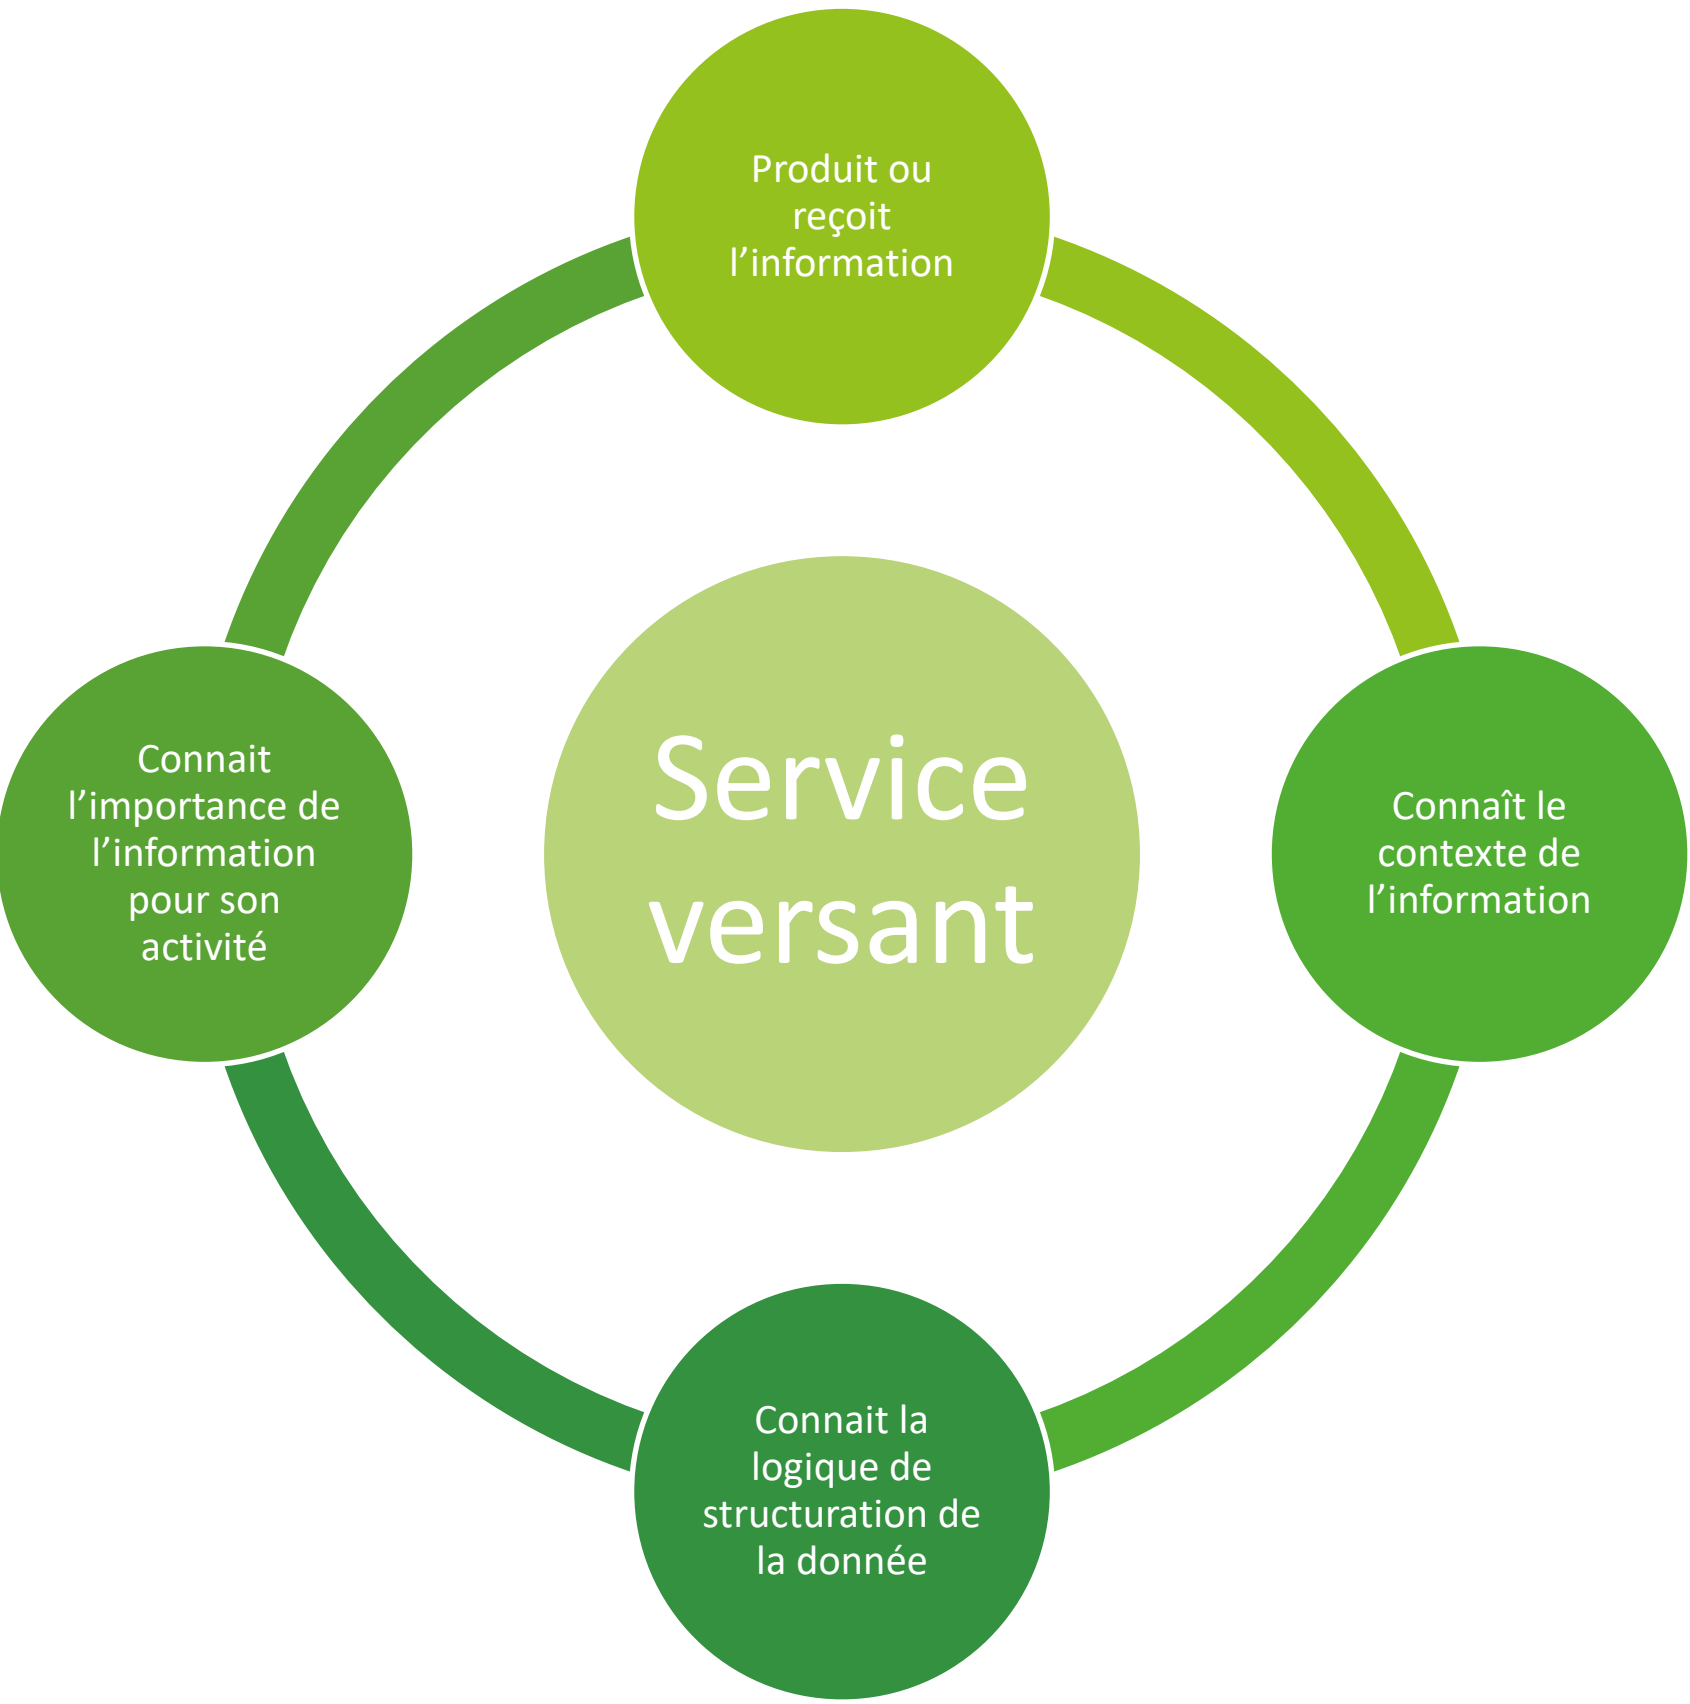 Produit ou
reçoit
l’information
Service
versant
Connaît le
contexte de
l’information
Connait la
logique de
structuration de
la donnée
Connait
l’importance de
l’information
pour son
activité